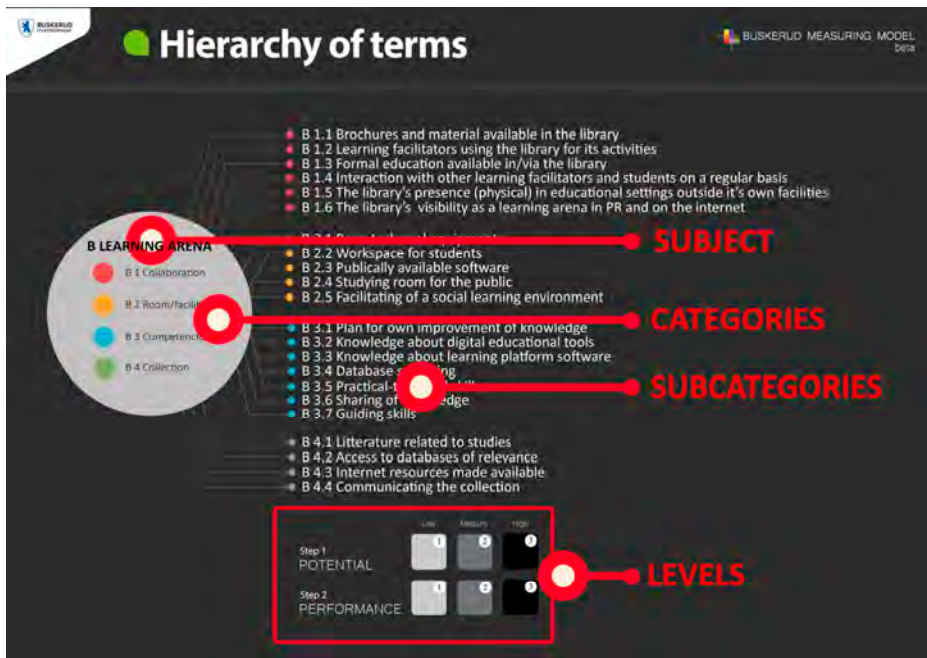 BUSKERUD
Hierarchy of terms
BUSKERUD MEASURING MODEL
beta
B 1.1 Brochures and material available in the library
B 1.2 Learning facilitators using the library for its activities
B 1.3 Formal education available in/via the library
B 1.4 Interaction with other learning facilitators and students on a regular basis
B 1.5 The library's presence (physical) in educational settings outside it's own facilities
B 1.6 The library's visibility as a learning arena in PR and on the internet
B LEARNING ARENA
B 1 Collaboration
B 2 Room/facilit
B 3 Competenci
B 4 Collection
B 2.2 Workspace for students
B 2.3 Publically available software
B 2.4 Studying room for the public
B 2.5 Facilitating of a social learning environment
B 3.1 Plan for own improvement of knowledge
B 3.2 Knowledge about digital educational tools
B 3.3 Knowledge about learning platform software
B 3.4 Database
B 3.5
B 3.6 Sharing of
B 3.7 Guiding skills
B 4.1 Litterature related to studies
B 4.2 Access to databases of relevance
B 4.3 Internet resources made available
B 4.4 Communicating the collection
SUBJECT
CATEGORIES
SUBCATEGORIES
Low Medium High
Step 1 1 2 3
POTENTIAL
Step 2 1 2 3
PERFORMANCE
LEVELS